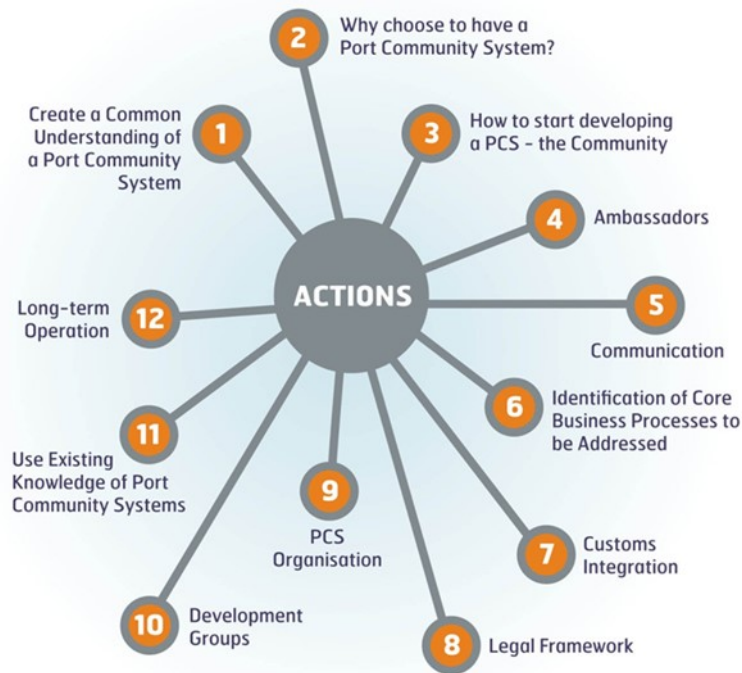 2
Why choose to have a
Port Community System?
Create a Common
Understanding of
a Port Community
System
1
3
How to start developing
a PCS - the Community
4
Ambassadors
ACTIONS
Long-term
Operation
12
5
Communication
6
Identification of Core
Business Processes to
be Addressed
11
Use Existing
Knowledge of Port
Community Systems
9
PCS
Organisation
7
Customs
Integration
10
Development
Groups
8
Legal Framework